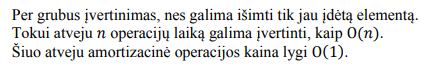 Per grubus įvertinimas, nes galima išimti tik jau įdėtą elementą.
Tokui atveju n operacijų laiką galima įvertinti, kaip O(n).
Šiuo atveju amortizacinė operacijos kaina lygi O(1).